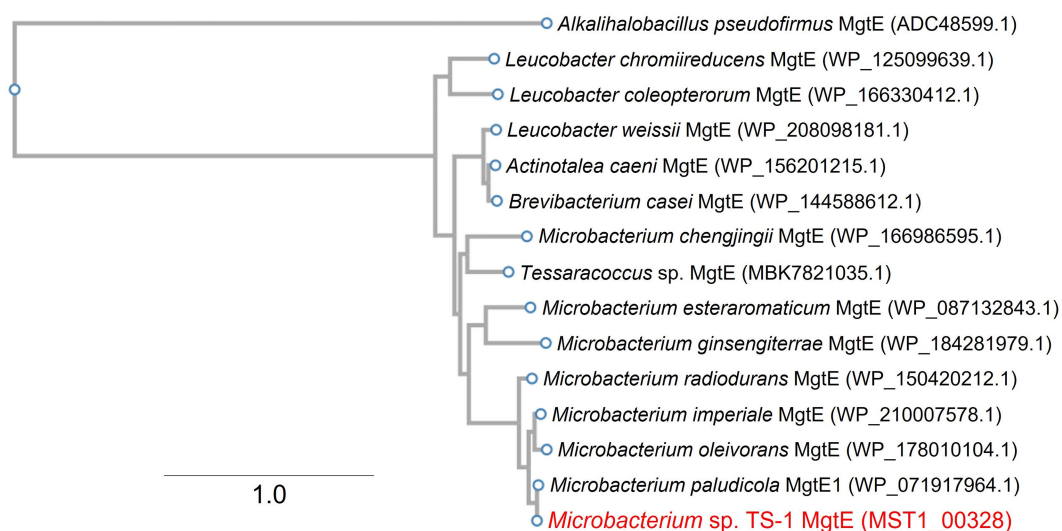 Alkalihalobacillus pseudofirmus MgtE (ADC48599.1)
Leucobacter chromiireducens MgtE (WP_125099639.1)
Leucobacter coleopterorum MgtE (WP_166330412.1)
Leucobacter weissii MgtE (WP_208098181.1)
Actinotalea caeni MgtE (WP_156201215.1)
Brevibacterium casei MgtE (WP_144588612.1)
Microbacterium chengjingii MgtE (WP_166986595.1)
Tessaracoccus sp. MgtE (MBK7821035.1)
Microbacterium esteraromaticum MgtE (WP_087132843.1)
Microbacterium ginsengiterrae MgtE (WP_184281979.1)
Microbacterium radiodurans MgtE (WP_150420212.1)
Microbacterium imperiale MgtE (WP_210007578.1)
Microbacterium oleivorans MgtE (WP_178010104.1)
Microbacterium paludicola MgtE1 (WP_071917964.1)
Microbacterium sp. TS-1 MgtE (MST1_00328)
1.0